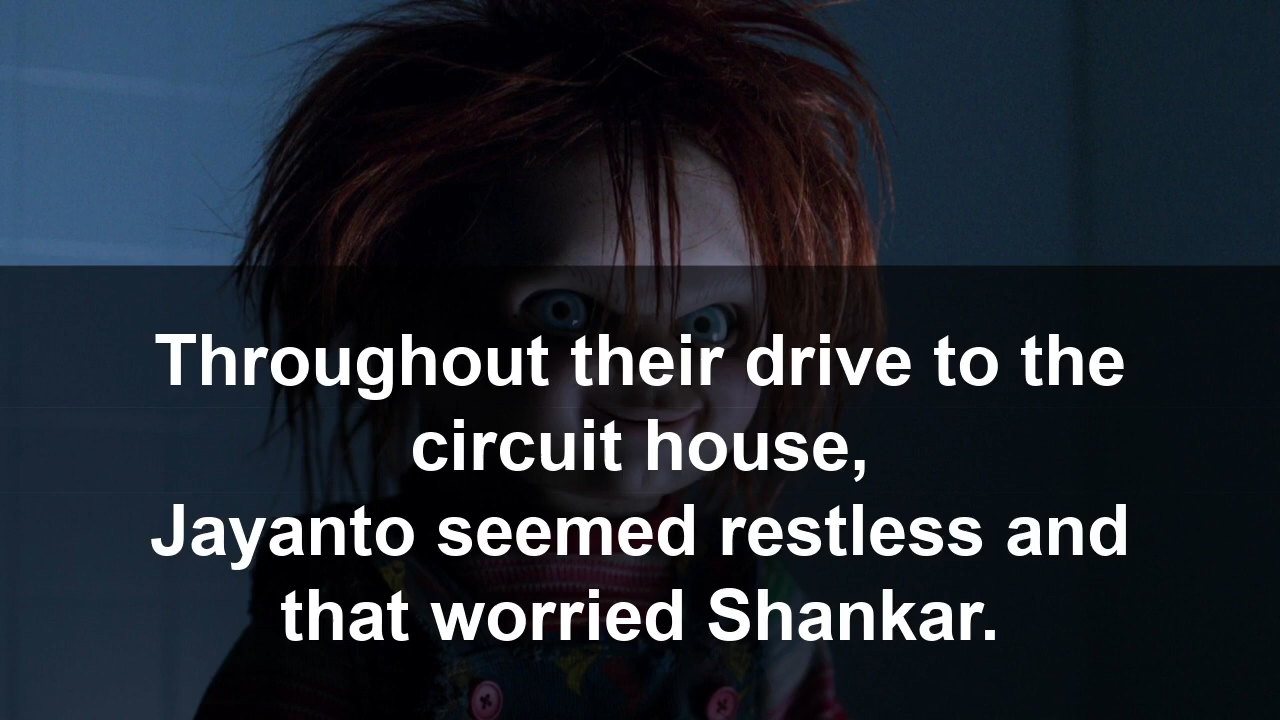 Throughout their drive to the
circuit house,
Jayanto seemed restless and
that worried Shankar.